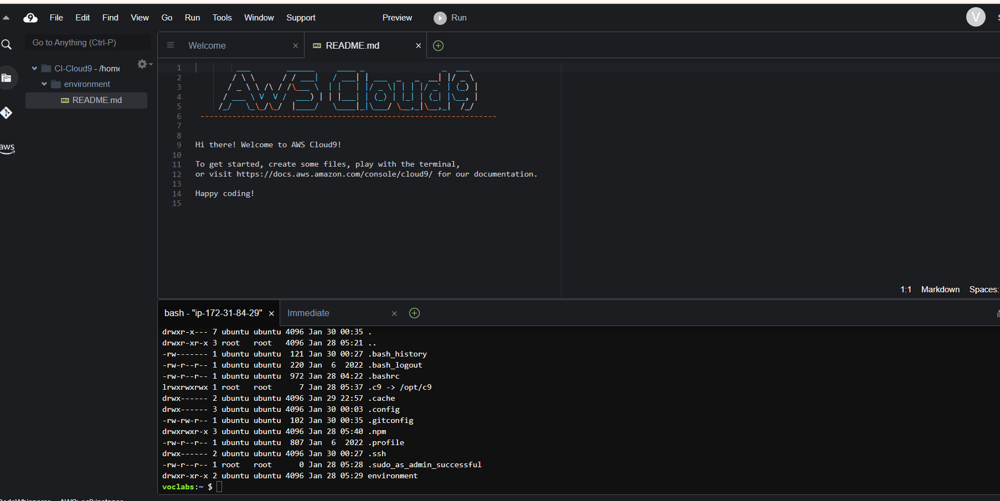 File Edit Find View Go Run Tools Window Support Preview Run V
Go to Anything (Ctrl-P)
Welcome
README.md
CI-Cloud9 - /home
environment
README.md
aws
1
2
3
4
5
6 -----------------------------------------------------------------
7
8
9 Hi there! Welcome to AWS Cloud9!
10
11 To get started, create some files, play with the terminal,
12 or visit https://docs.aws.amazon.com/console/cloud9/ for our documentation.
13
14 Happy coding!
15
1:1 Markdown Spaces:
bash - "ip-172-31-84-29" Immediate
drwxr-x--- 7 ubuntu ubuntu 4096 Jan 30 00:35 .
drwxr-xr-x 3 root   root   4096 Jan 28 05:21 ..
-rw------- 1 ubuntu ubuntu  121 Jan 30 00:27 .bash_history
-rw-r--r-- 1 ubuntu ubuntu  220 Jan  6  2022 .bash_logout
-rw-r--r-- 1 ubuntu ubuntu  972 Jan 28 04:22 .bashrc
lrwxrwxrwx 1 root   root      7 Jan 28 05:37 .c9 -> /opt/c9
drwx------ 2 ubuntu ubuntu 4096 Jan 29 22:57 .cache
drwx------ 3 ubuntu ubuntu 4096 Jan 30 00:03 .config
-rw-rw-r-- 1 ubuntu ubuntu  102 Jan 30 00:35 .gitconfig
drwxrwxr-x 3 ubuntu ubuntu 4096 Jan 28 05:40 .npm
-rw-r--r-- 1 ubuntu ubuntu  807 Jan  6  2022 .profile
drwx------ 2 ubuntu ubuntu 4096 Jan 30 00:27 .ssh
-rw-r--r-- 1 root   root      0 Jan 28 05:28 .sudo_as_admin_successful
drwxr-xr-x 2 ubuntu ubuntu 4096 Jan 28 05:29 environment
voclabs:~ $